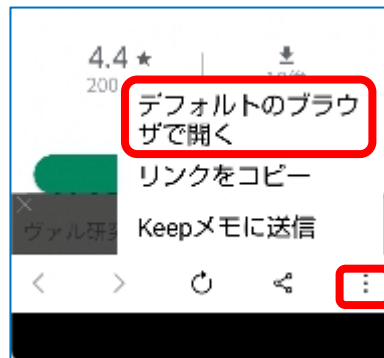 4.4 ★
200
デフォルトのブラウ
ザで開く
リンクをコピー
Keepメモに送信
ヴァル研